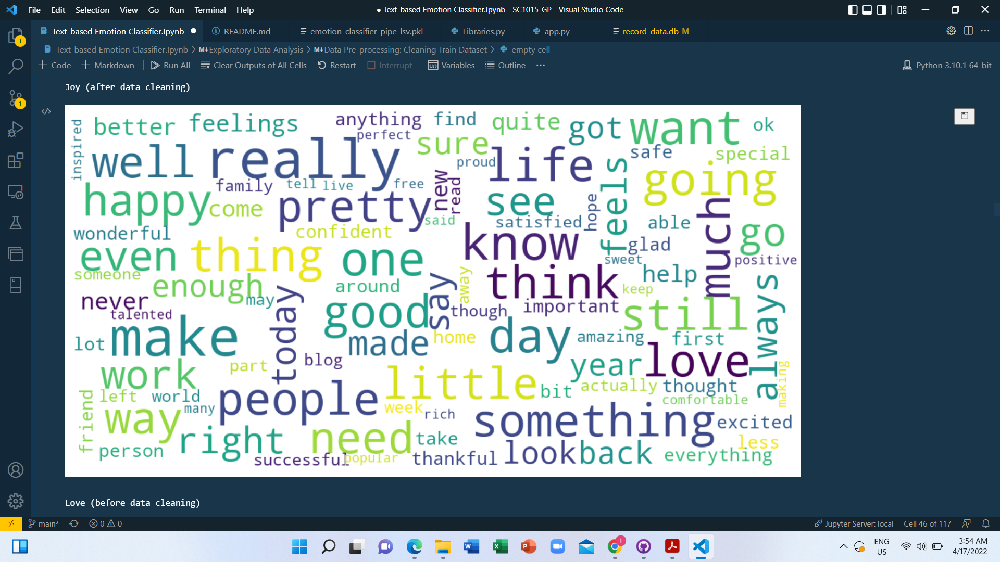 File Edit Selection View Go Run Terminal Help
● Text-based Emotion Classifier.Ipynb - SC1015-GP - Visual Studio Code
Text-based Emotion Classifier.Ipynb ● README.md emotion_classifier_pipe_lsv.pkl Libraries.py app.py record_data.db M
Text-based Emotion Classifier.Ipynb > M↓Exploratory Data Analysis > M↓Data Pre-processing: Cleaning Train Dataset > empty cell
+ Code + Markdown Run All Clear Outputs of All Cells Restart Interrupt Variables Outline ··· Python 3.10.1 64-bit
1
1
Joy (after data cleaning)
inspired better feelings anything find quite got want ok
perfect sure safe special
well really proud life feels going
family tell live free new read see hope much
happy come pretty said satisfied able go
wonderful confident know glad positive
even thing one sweet help
someone enough around say away think keep always
never may today good though important still
talented make home day amazing first
lot made year love
work part blog little bit actually thought making
friend left world many people week rich something comfortable excited
way right need take less
person successful popular thankful look back everything
Love (before data cleaning)
main* 0 0 Jupyter Server: local Cell 46 of 117
ENG
US
3:54 AM
4/17/2022